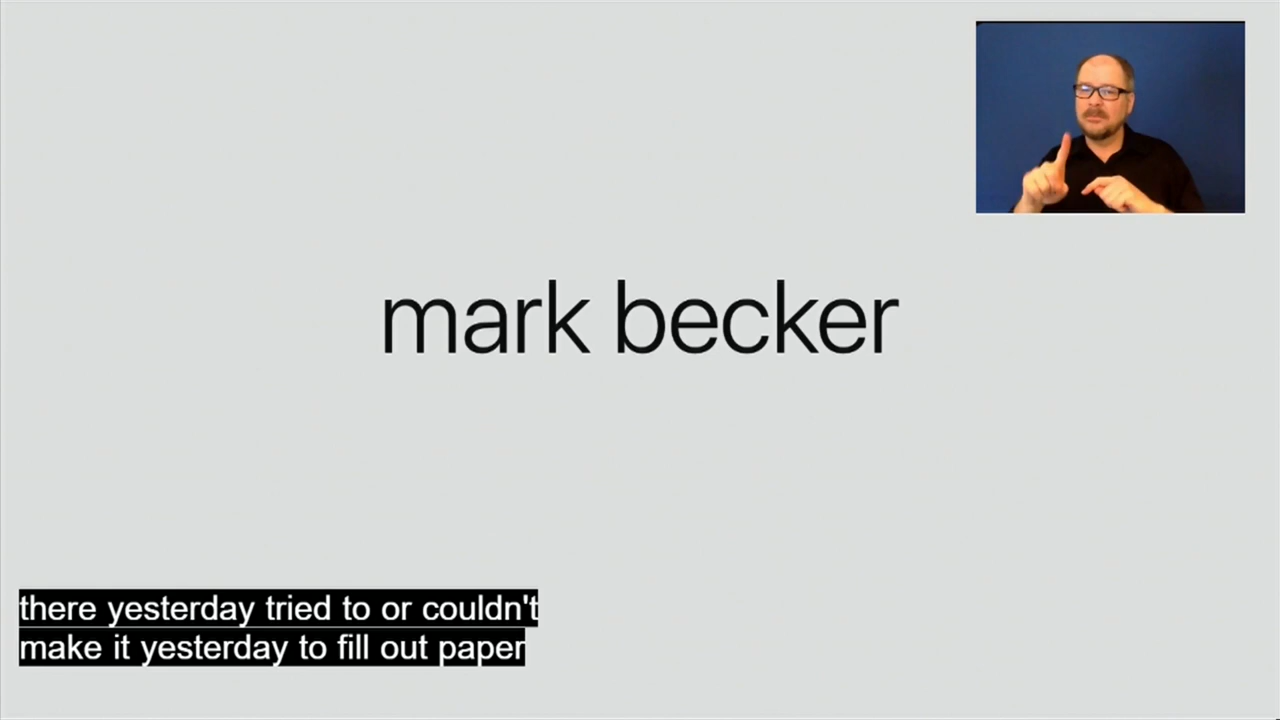 mark becker
there yesterday tried to or couldn't
make it yesterday to fill out paper